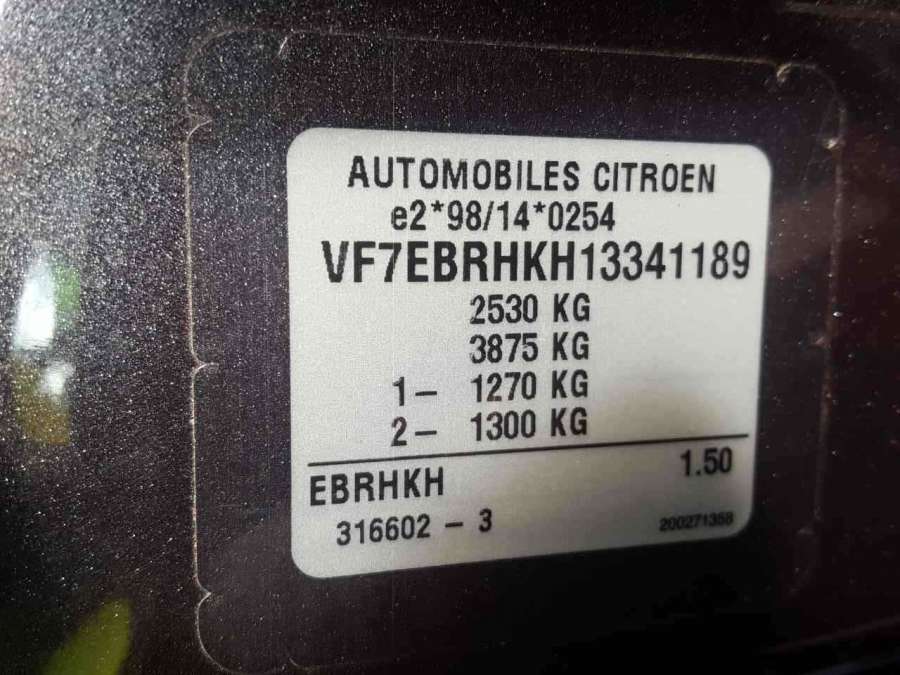 AUTOMOBILES CITROEN
e2*98/14*0254
VF7EBRHKH13341189
2530 KG
3875 KG
1- 1270 KG
2- 1300 KG
1.50
EBRHKH
316602 - 3
200271358